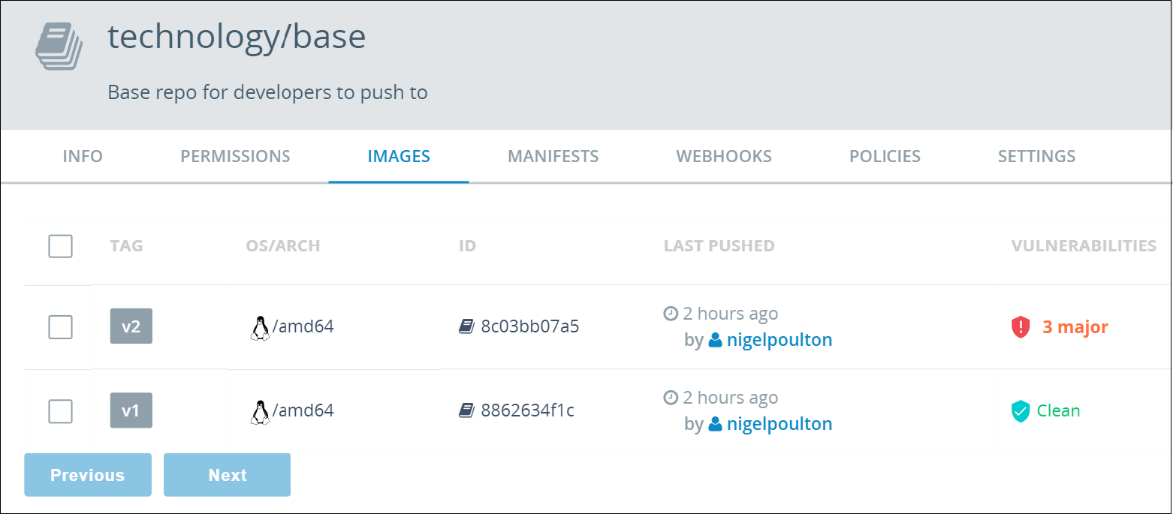 technology/base
Base repo for developers to push to
INFO PERMISSIONS IMAGES MANIFESTS WEBHOOKS POLICIES SETTINGS
TAG OS/ARCH ID LAST PUSHED VULNERABILITIES
v2 /amd64 8c03bb07a5 2 hours ago 3 major
by nigelpoulton
v1 /amd64 8862634f1c 2 hours ago Clean
by nigelpoulton
Previous Next